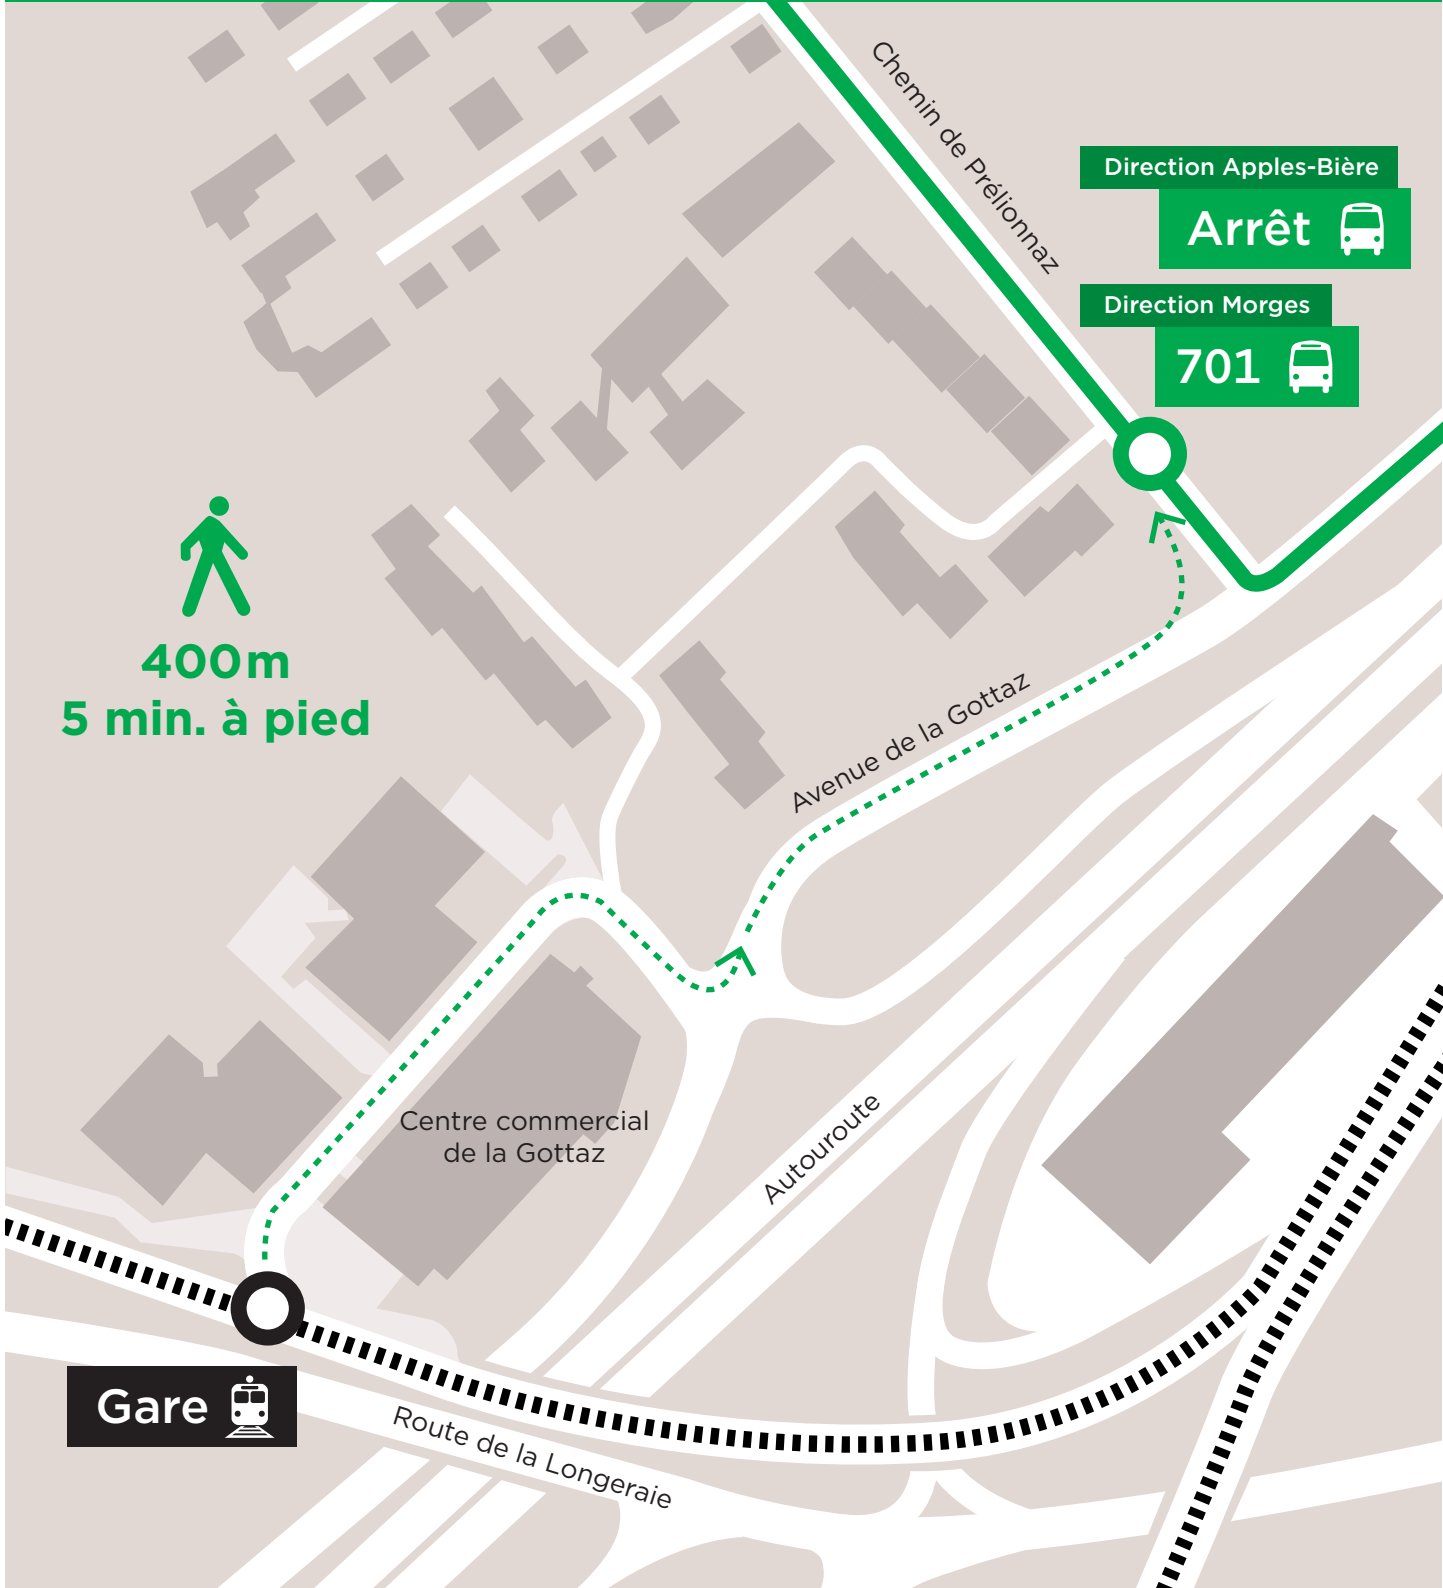 Chemin de Prélionnaz
Direction Apples-Bière
Arrêt
Direction Morges
701
400 m
5 min. à pied
Avenue de la Gottaz
Centre commercial
de la Gottaz
Autouroute
Gare
Route de la Longeraie